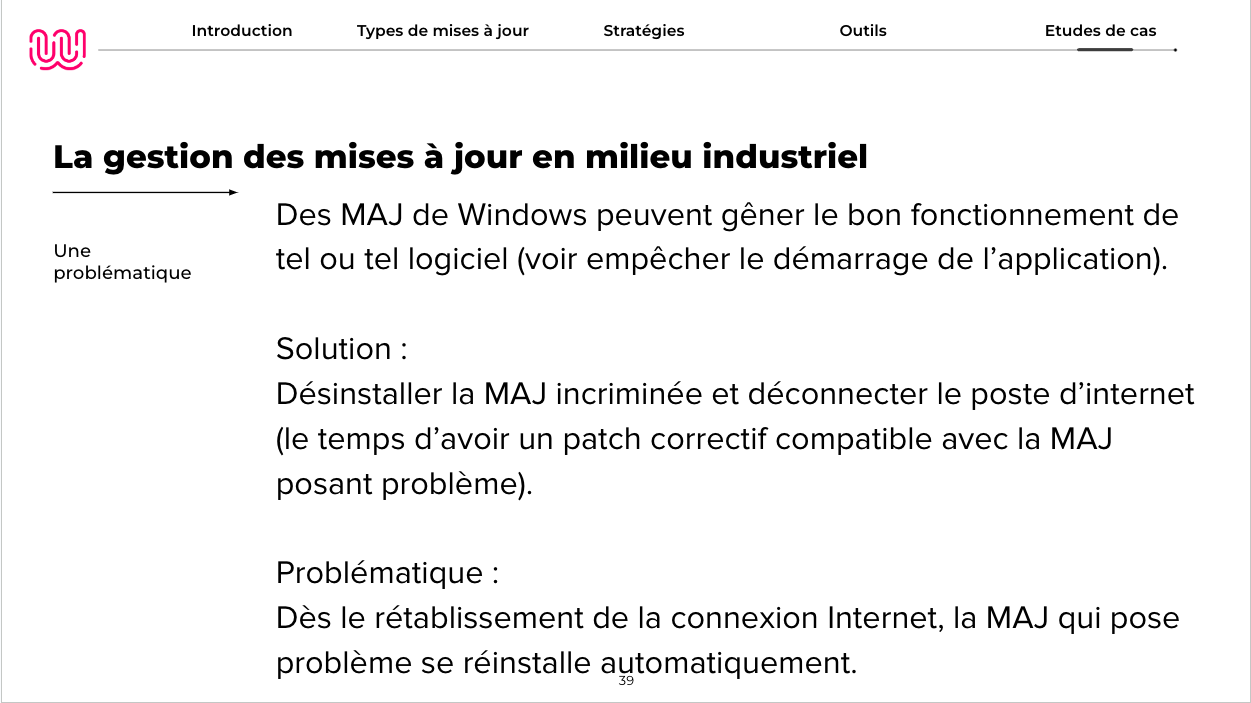 Introduction
Types de mises à jour
Stratégies
Outils
Etudes de cas
La gestion des mises à jour en milieu industriel
Une
problématique
Des MAJ de Windows peuvent gêner le bon fonctionnement de
tel ou tel logiciel (voir empêcher le démarrage de l’application).
Solution :
Désinstaller la MAJ incriminée et déconnecter le poste d’internet
(le temps d’avoir un patch correctif compatible avec la MAJ
posant problème).
Problématique :
Dès le rétablissement de la connexion Internet, la MAJ qui pose
problème se réinstalle automatiquement.
39